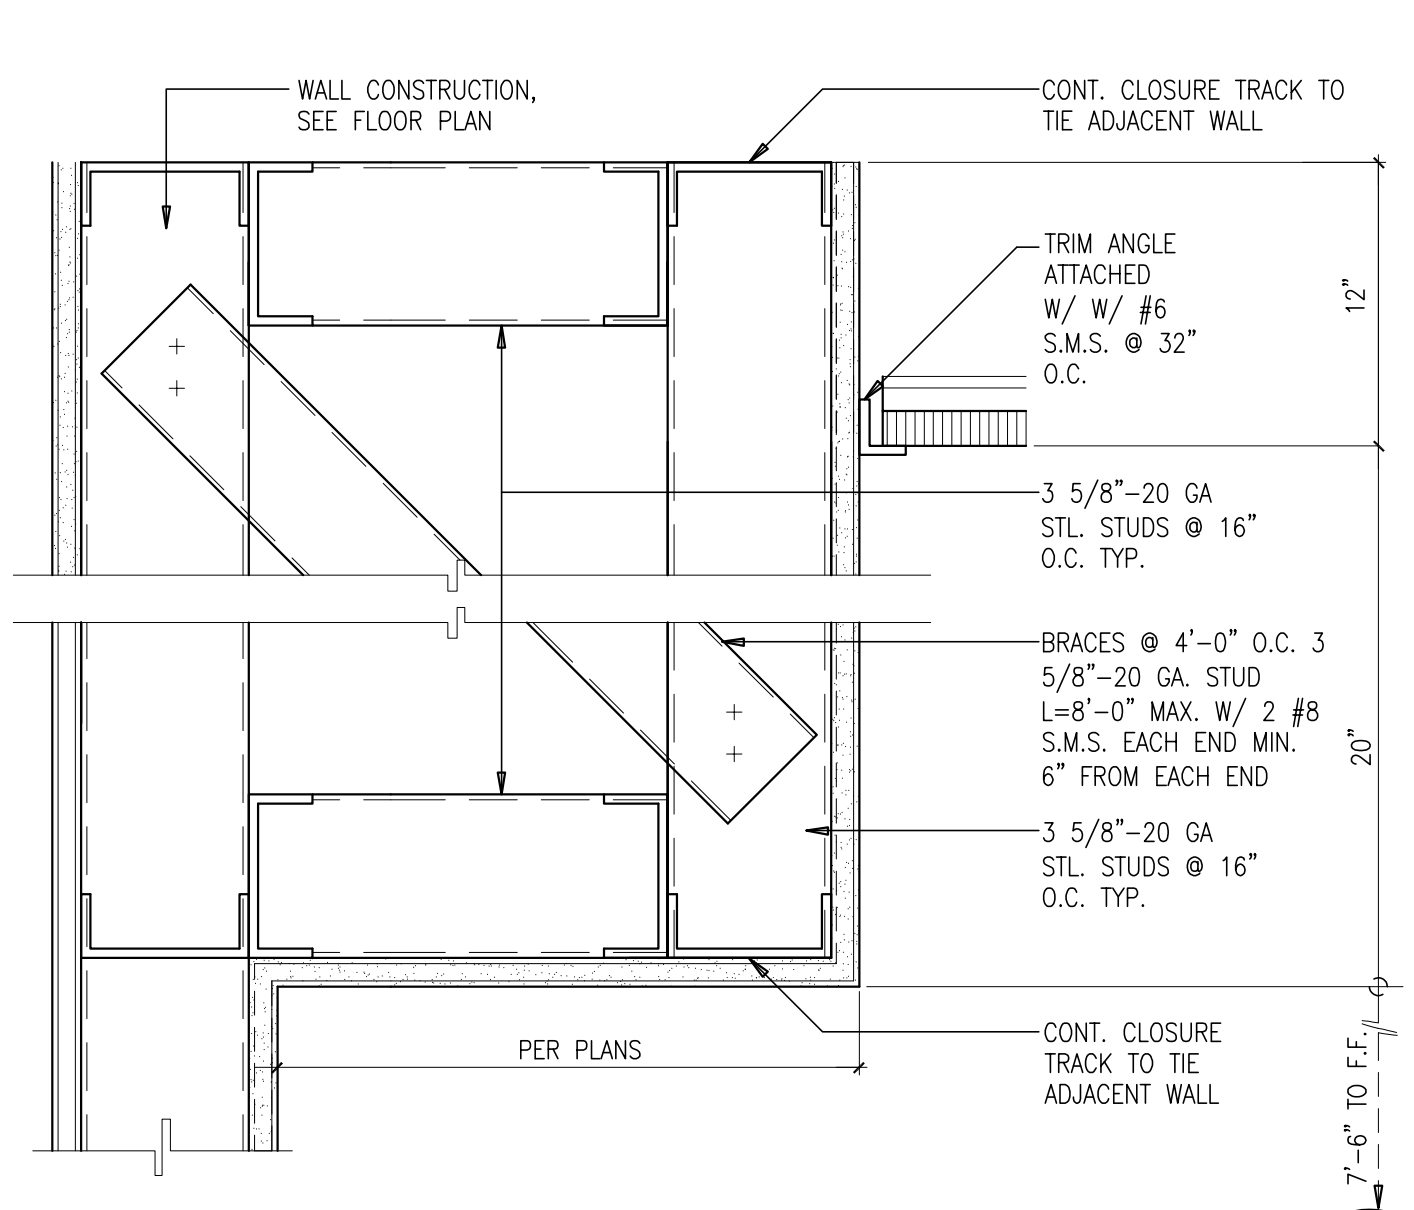 WALL CONSTRUCTION,
SEE FLOOR PLAN
CONT. CLOSURE TRACK TO
TIE ADJACENT WALL
TRIM ANGLE
ATTACHED
W/ W/ #6
S.M.S. @ 32”
O.C.
12”
3 5/8”-20 GA
STL. STUDS @ 16”
O.C. TYP.
BRACES @ 4'-0” O.C. 3
5/8”-20 GA. STUD
L=8'-0” MAX. W/ 2 #8
S.M.S. EACH END MIN.
6” FROM EACH END
20”
3 5/8”-20 GA
STL. STUDS @ 16”
O.C. TYP.
PER PLANS
CONT. CLOSURE
TRACK TO TIE
ADJACENT WALL
7'-6” TO F.F.